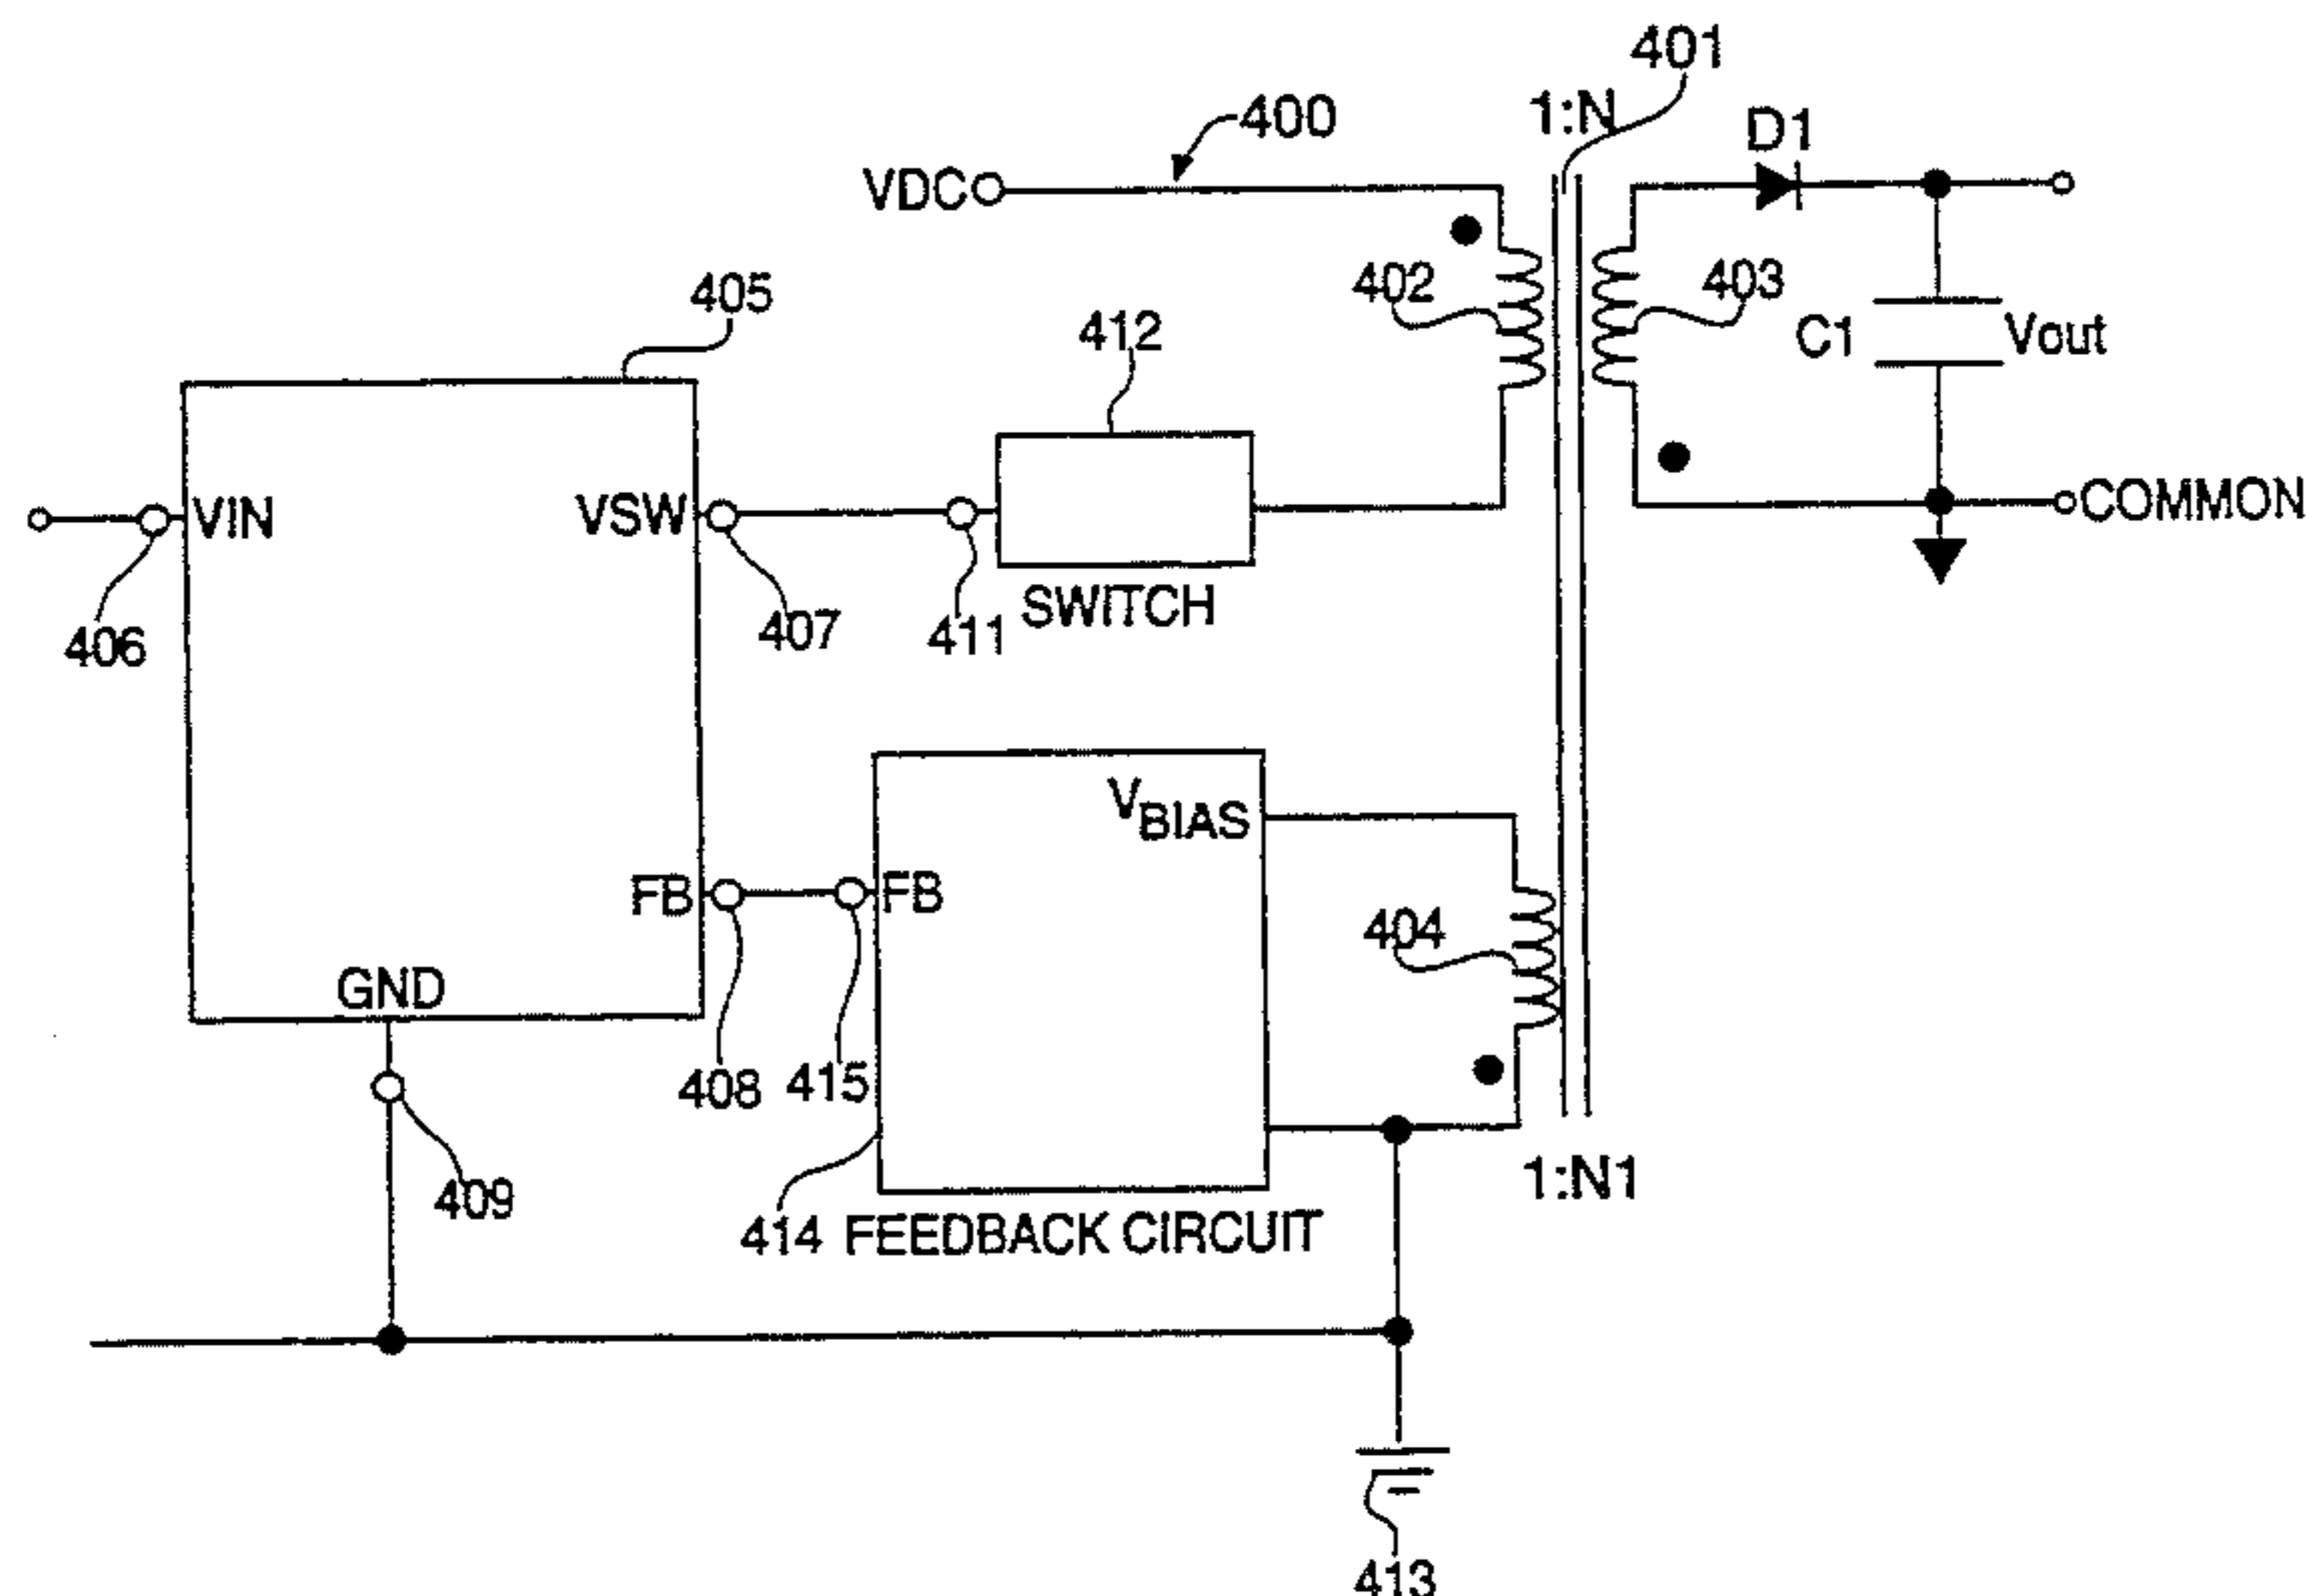 401
400
1:N
D1
VDC
405
412
402
403
C1
Vout
VIN
VSW
COMMON
406
407
411
SWITCH
VBIAS
FB
FB
404
GND
408
415
409
414
FEEDBACK CIRCUIT
1:N1
413